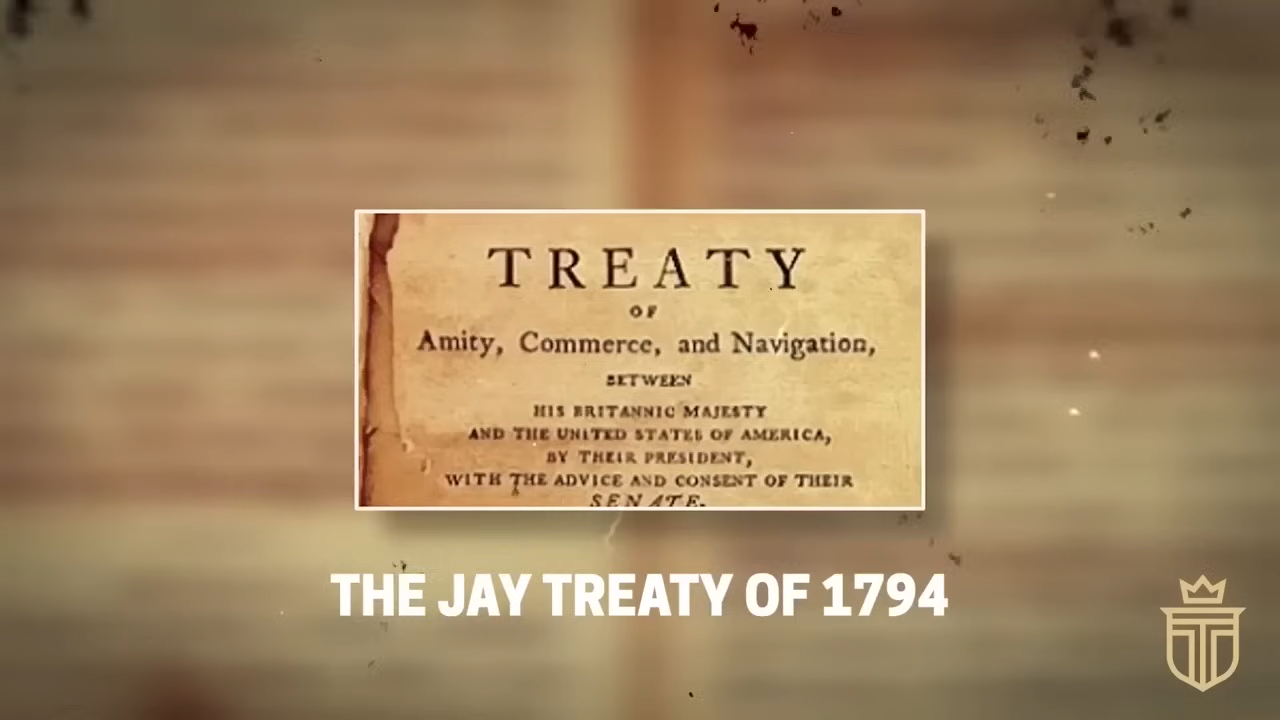 TREATY
OF
Amity, Commerce, and Navigation,
BETWEEN
HIS BRITANNIC MAJESTY
AND THE UNITED STATES OF AMERICA,
BY THEIR PRESIDENT,
WITH THE ADVICE AND CONSENT OF THEIR
SENATE.
THE JAY TREATY OF 1794